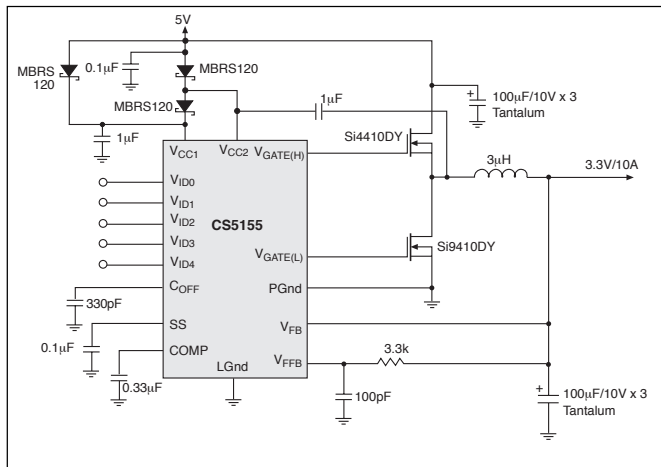 5V
MBRS
120
0.1μF
MBRS120
MBRS120
1μF
1μF
+
100μF/10V x 3
Tantalum
Si4410DY
VCC1
VCC2
VGATE(H)
3μH
3.3V/10A
VID0
VID1
VID2
VID3
VID4
CS5155
VGATE(L)
Si9410DY
COFF
PGnd
330pF
SS
VFB
0.1μF
COMP
VFFB
3.3k
LGnd
0.33μF
100pF
+
100μF/10V x 3
Tantalum